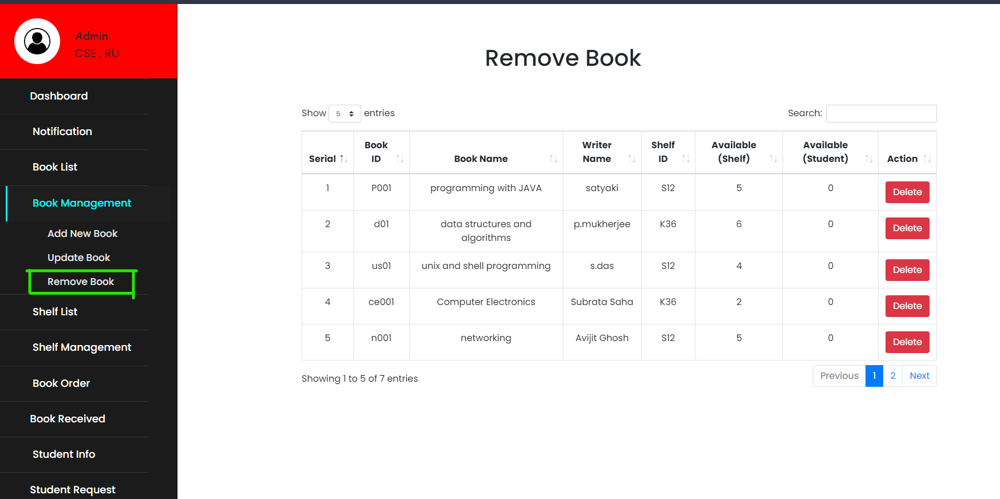 Admin
CSE , RU
Dashboard
Notification
Book List
Book Management
Add New Book
Update Book
Remove Book
Shelf List
Shelf Management
Book Order
Book Received
Student Info
Student Request
Remove Book
Show 5 entries Search:
Serial Book ID Book Name Writer Name Shelf ID Available (Shelf) Available (Student) Action
1 P001 programming with JAVA satyaki S12 5 0 Delete
2 d01 data structures and algorithms p.mukherjee K36 6 0 Delete
3 us01 unix and shell programming s.das S12 4 0 Delete
4 ce001 Computer Electronics Subrata Saha K36 2 0 Delete
5 n001 networking Avijit Ghosh S12 5 0 Delete
Showing 1 to 5 of 7 entries Previous 1 2 Next